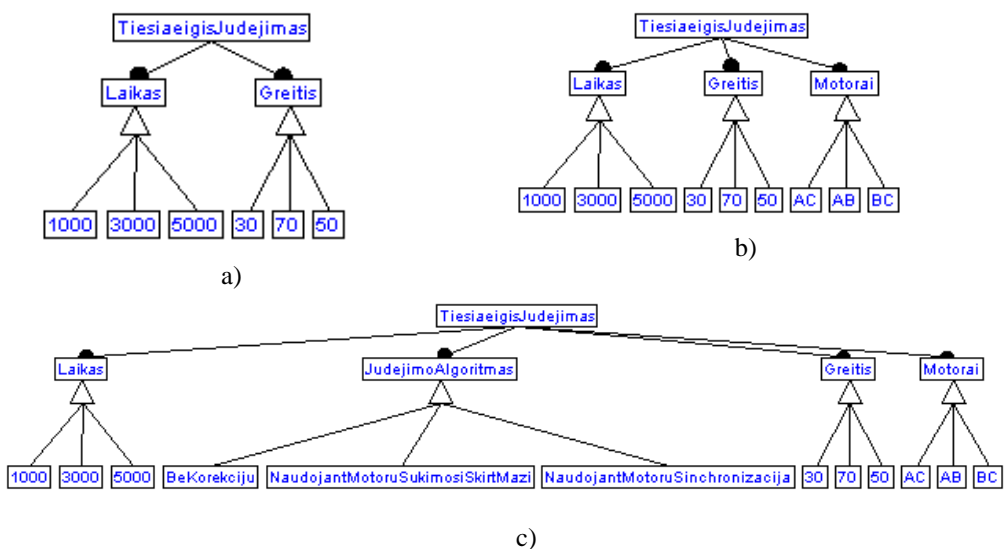 TiesiaeigisJudejimas
Laikas Greitis
1000 3000 5000 30 70 50
a)
TiesiaeigisJudejimas
Laikas Greitis Motorai
1000 3000 5000 30 70 50 AC AB BC
b)
TiesiaeigisJudejimas
Laikas JudejimoAlgoritmas Greitis Motorai
1000 3000 5000 BeKorekciju NaudojantMotoruSukimosiSkirtMazi NaudojantMotoruSinchronizacija 30 70 50 AC AB BC
c)